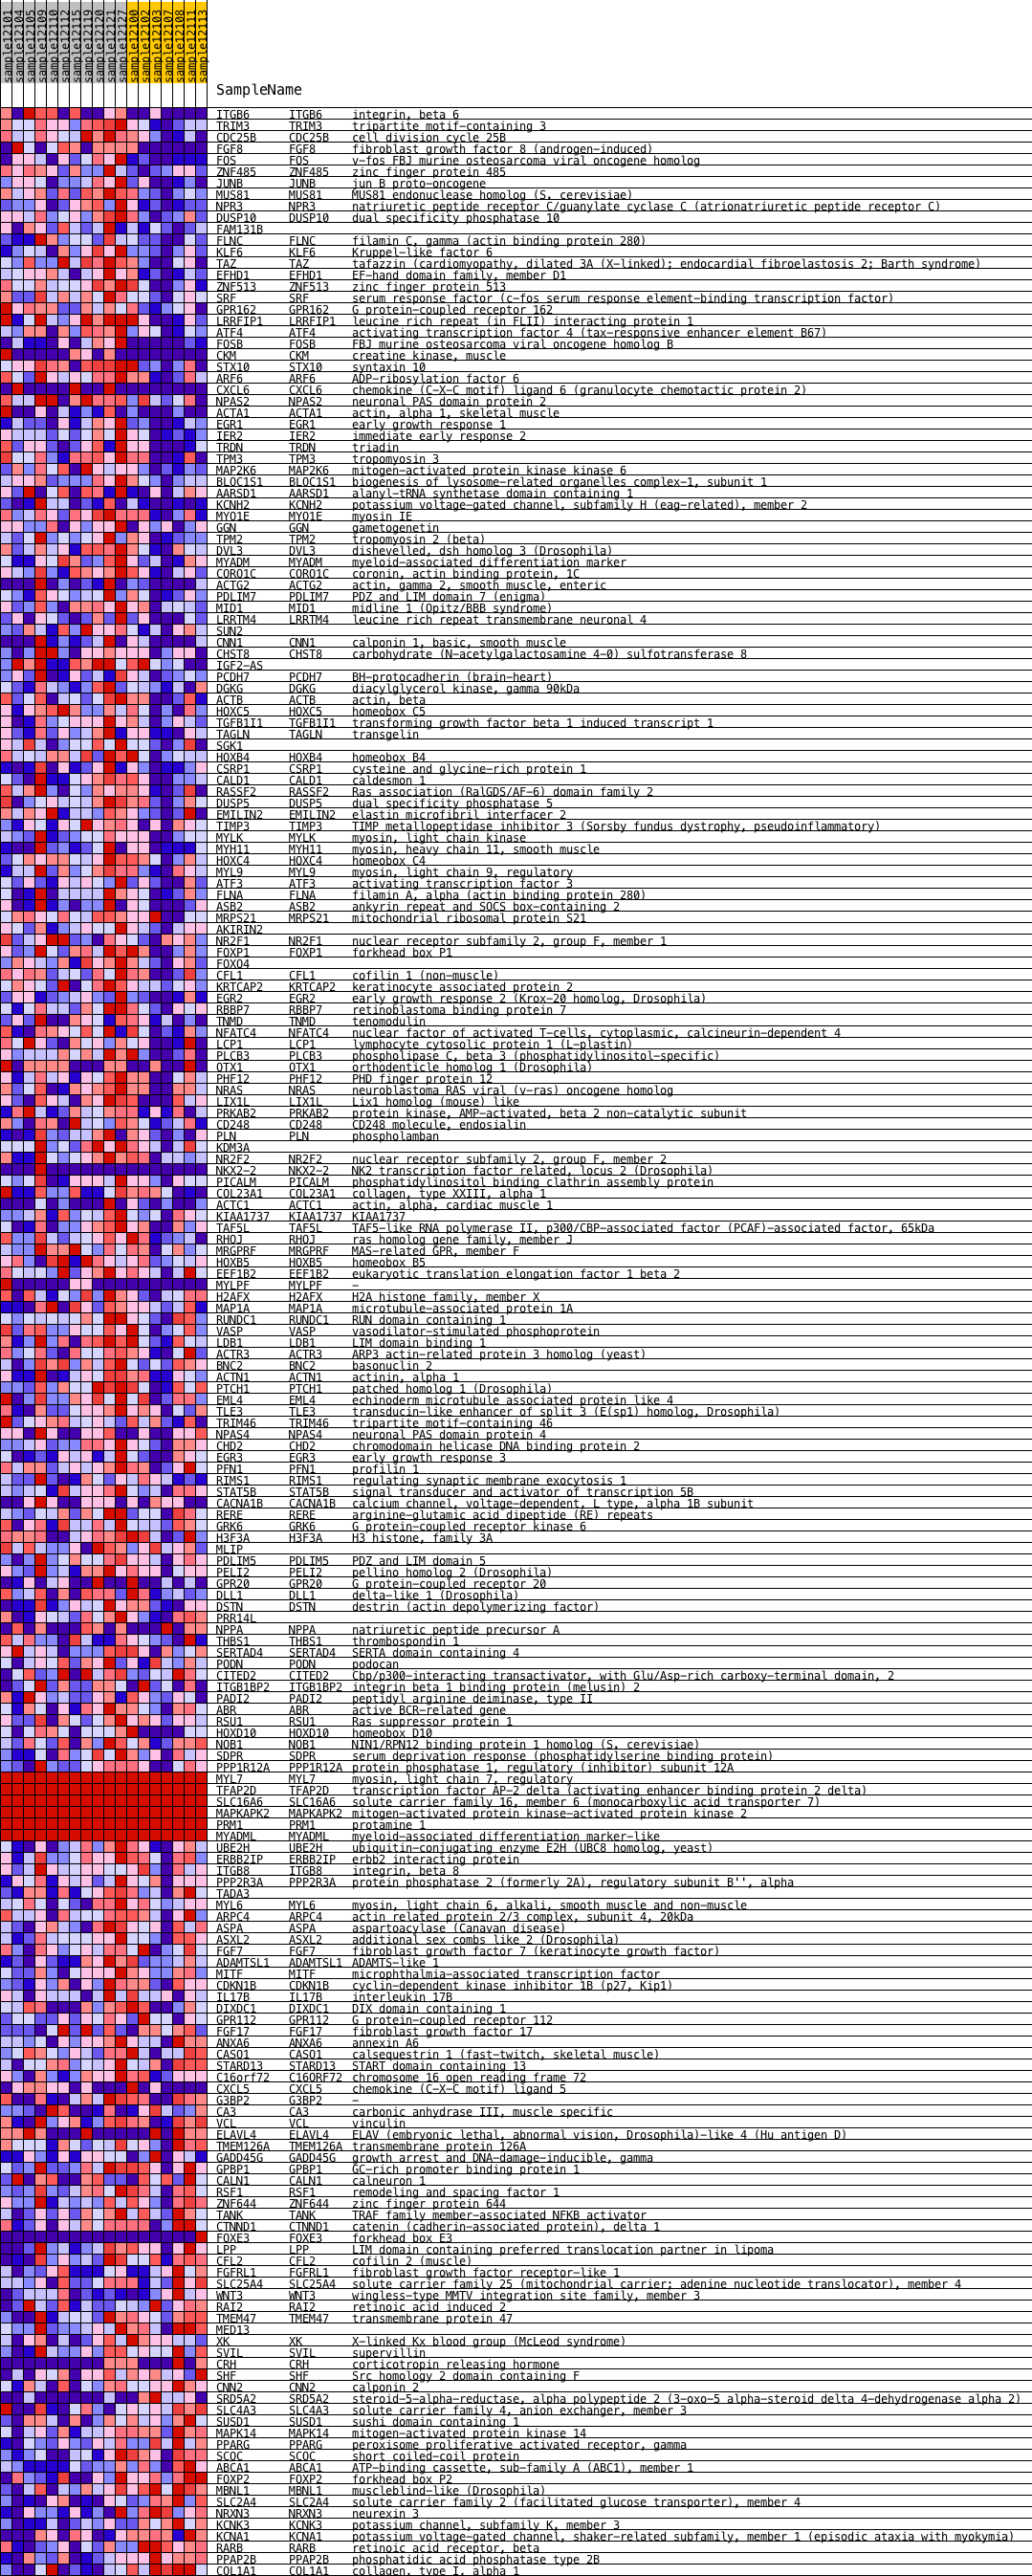 sample12101 sample12104 sample12105 sample12109 sample12110 sample12112 sample12115 sample12119 sample12120 sample12121 sample12127 sample12100 sample12102 sample12103 sample12107 sample12108 sample12111 sample12113
SampleName
ITGB6 ITGB6 integrin, beta 6
TRIM3 TRIM3 tripartite motif-containing 3
CDC25B CDC25B cell division cycle 25B
FGF8 FGF8 fibroblast growth factor 8 (androgen-induced)
FOS FOS v-fos FBJ murine osteosarcoma viral oncogene homolog
ZNF485 ZNF485 zinc finger protein 485
JUNB JUNB jun B proto-oncogene
MUS81 MUS81 MUS81 endonuclease homolog (S. cerevisiae)
NPR3 NPR3 natriuretic peptide receptor C/guanylate cyclase C (atrionatriuretic peptide receptor C)
DUSP10 DUSP10 dual specificity phosphatase 10
FAM131B
FLNC FLNC filamin C, gamma (actin binding protein 280)
KLF6 KLF6 Kruppel-like factor 6
TAZ TAZ tafazzin (cardiomyopathy, dilated 3A (X-linked); endocardial fibroelastosis 2; Barth syndrome)
EFHD1 EFHD1 EF-hand domain family, member D1
ZNF513 ZNF513 zinc finger protein 513
SRF SRF serum response factor (c-fos serum response element-binding transcription factor)
GPR162 GPR162 G protein-coupled receptor 162
LRRFIP1 LRRFIP1 leucine rich repeat (in FLII) interacting protein 1
ATF4 ATF4 activating transcription factor 4 (tax-responsive enhancer element B67)
FOSB FOSB FBJ murine osteosarcoma viral oncogene homolog B
CKM CKM creatine kinase, muscle
STX10 STX10 syntaxin 10
ARF6 ARF6 ADP-ribosylation factor 6
CXCL6 CXCL6 chemokine (C-X-C motif) ligand 6 (granulocyte chemotactic protein 2)
NPAS2 NPAS2 neuronal PAS domain protein 2
ACTA1 ACTA1 actin, alpha 1, skeletal muscle
EGR1 EGR1 early growth response 1
IER2 IER2 immediate early response 2
TRDN TRDN triadin
TPM3 TPM3 tropomyosin 3
MAP2K6 MAP2K6 mitogen-activated protein kinase kinase 6
BLOC1S1 BLOC1S1 biogenesis of lysosome-related organelles complex-1, subunit 1
AARSD1 AARSD1 alanyl-tRNA synthetase domain containing 1
KCNH2 KCNH2 potassium voltage-gated channel, subfamily H (eag-related), member 2
MYO1E MYO1E myosin IE
GGN GGN gametogenetin
TPM2 TPM2 tropomyosin 2 (beta)
DVL3 DVL3 dishevelled, dsh homolog 3 (Drosophila)
MYADM MYADM myeloid-associated differentiation marker
CORO1C CORO1C coronin, actin binding protein, 1C
ACTG2 ACTG2 actin, gamma 2, smooth muscle, enteric
PDLIM7 PDLIM7 PDZ and LIM domain 7 (enigma)
MID1 MID1 midline 1 (Opitz/BBB syndrome)
LRRTM4 LRRTM4 leucine rich repeat transmembrane neuronal 4
SUN2
CNN1 CNN1 calponin 1, basic, smooth muscle
CHST8 CHST8 carbohydrate (N-acetylgalactosamine 4-0) sulfotransferase 8
IGF2-AS
PCDH7 PCDH7 BH-protocadherin (brain-heart)
DGKG DGKG diacylglycerol kinase, gamma 90kDa
ACTB ACTB actin, beta
HOXC5 HOXC5 homeobox C5
TGFB1I1 TGFB1I1 transforming growth factor beta 1 induced transcript 1
TAGLN TAGLN transgelin
SGK1
HOXB4 HOXB4 homeobox B4
CSRP1 CSRP1 cysteine and glycine-rich protein 1
CALD1 CALD1 caldesmon 1
RASSF2 RASSF2 Ras association (RalGDS/AF-6) domain family 2
DUSP5 DUSP5 dual specificity phosphatase 5
EMILIN2 EMILIN2 elastin microfibril interfacer 2
TIMP3 TIMP3 TIMP metallopeptidase inhibitor 3 (Sorsby fundus dystrophy, pseudoinflammatory)
MYLK MYLK myosin, light chain kinase
MYH11 MYH11 myosin, heavy chain 11, smooth muscle
HOXC4 HOXC4 homeobox C4
MYL9 MYL9 myosin, light chain 9, regulatory
ATF3 ATF3 activating transcription factor 3
FLNA FLNA filamin A, alpha (actin binding protein 280)
ASB2 ASB2 ankyrin repeat and SOCS box-containing 2
MRPS21 MRPS21 mitochondrial ribosomal protein S21
AKIRIN2
NR2F1 NR2F1 nuclear receptor subfamily 2, group F, member 1
FOXP1 FOXP1 forkhead box P1
FOXO4
CFL1 CFL1 cofilin 1 (non-muscle)
KRTCAP2 KRTCAP2 keratinocyte associated protein 2
EGR2 EGR2 early growth response 2 (Krox-20 homolog, Drosophila)
RBBP7 RBBP7 retinoblastoma binding protein 7
TNMD TNMD tenomodulin
NFATC4 NFATC4 nuclear factor of activated T-cells, cytoplasmic, calcineurin-dependent 4
LCP1 LCP1 lymphocyte cytosolic protein 1 (L-plastin)
PLCB3 PLCB3 phospholipase C, beta 3 (phosphatidylinositol-specific)
OTX1 OTX1 orthodenticle homolog 1 (Drosophila)
PHF12 PHF12 PHD finger protein 12
NRAS NRAS neuroblastoma RAS viral (v-ras) oncogene homolog
LIX1L LIX1L Lix1 homolog (mouse) like
PRKAB2 PRKAB2 protein kinase, AMP-activated, beta 2 non-catalytic subunit
CD248 CD248 CD248 molecule, endosialin
PLN PLN phospholamban
KDM3A
NR2F2 NR2F2 nuclear receptor subfamily 2, group F, member 2
NKX2-2 NKX2-2 NK2 transcription factor related, locus 2 (Drosophila)
PICALM PICALM phosphatidylinositol binding clathrin assembly protein
COL23A1 COL23A1 collagen, type XXIII, alpha 1
ACTC1 ACTC1 actin, alpha, cardiac muscle 1
KIAA1737 KIAA1737 KIAA1737
TAF5L TAF5L TAF5-like RNA polymerase II, p300/CBP-associated factor (PCAF)-associated factor, 65kDa
RHOJ RHOJ ras homolog gene family, member J
MRGPRF MRGPRF MAS-related GPR, member F
HOXB5 HOXB5 homeobox B5
EEF1B2 EEF1B2 eukaryotic translation elongation factor 1 beta 2
MYLPF MYLPF -
H2AFX H2AFX H2A histone family, member X
MAP1A MAP1A microtubule-associated protein 1A
RUNDC1 RUNDC1 RUN domain containing 1
VASP VASP vasodilator-stimulated phosphoprotein
LDB1 LDB1 LIM domain binding 1
ACTR3 ACTR3 ARP3 actin-related protein 3 homolog (yeast)
BNC2 BNC2 basonuclin 2
ACTN1 ACTN1 actinin, alpha 1
PTCH1 PTCH1 patched homolog 1 (Drosophila)
EML4 EML4 echinoderm microtubule associated protein like 4
TLE3 TLE3 transducin-like enhancer of split 3 (E(sp1) homolog, Drosophila)
TRIM46 TRIM46 tripartite motif-containing 46
NPAS4 NPAS4 neuronal PAS domain protein 4
CHD2 CHD2 chromodomain helicase DNA binding protein 2
EGR3 EGR3 early growth response 3
PFN1 PFN1 profilin 1
RIMS1 RIMS1 regulating synaptic membrane exocytosis 1
STAT5B STAT5B signal transducer and activator of transcription 5B
CACNA1B CACNA1B calcium channel, voltage-dependent, L type, alpha 1B subunit
RERE RERE arginine-glutamic acid dipeptide (RE) repeats
GRK6 GRK6 G protein-coupled receptor kinase 6
H3F3A H3F3A H3 histone, family 3A
MLIP
PDLIM5 PDLIM5 PDZ and LIM domain 5
PELI2 PELI2 pellino homolog 2 (Drosophila)
GPR20 GPR20 G protein-coupled receptor 20
DLL1 DLL1 delta-like 1 (Drosophila)
DSTN DSTN destrin (actin depolymerizing factor)
PRR14L
NPPA NPPA natriuretic peptide precursor A
THBS1 THBS1 thrombospondin 1
SERTAD4 SERTAD4 SERTA domain containing 4
PODN PODN podocan
CITED2 CITED2 Cbp/p300-interacting transactivator, with Glu/Asp-rich carboxy-terminal domain, 2
ITGB1BP2 ITGB1BP2 integrin beta 1 binding protein (melusin) 2
PADI2 PADI2 peptidyl arginine deiminase, type II
ABR ABR active BCR-related gene
RSU1 RSU1 Ras suppressor protein 1
HOXD10 HOXD10 homeobox D10
NOB1 NOB1 NIN1/RPN12 binding protein 1 homolog (S. cerevisiae)
SDPR SDPR serum deprivation response (phosphatidylserine binding protein)
PPP1R12A PPP1R12A protein phosphatase 1, regulatory (inhibitor) subunit 12A
MYL7 MYL7 myosin, light chain 7, regulatory
TFAP2D TFAP2D transcription factor AP-2 delta (activating enhancer binding protein 2 delta)
SLC16A6 SLC16A6 solute carrier family 16, member 6 (monocarboxylic acid transporter 7)
MAPKAPK2 MAPKAPK2 mitogen-activated protein kinase-activated protein kinase 2
PRM1 PRM1 protamine 1
MYADML MYADML myeloid-associated differentiation marker-like
UBE2H UBE2H ubiquitin-conjugating enzyme E2H (UBC8 homolog, yeast)
ERBB2IP ERBB2IP erbb2 interacting protein
ITGB8 ITGB8 integrin, beta 8
PPP2R3A PPP2R3A protein phosphatase 2 (formerly 2A), regulatory subunit B'', alpha
TADA3
MYL6 MYL6 myosin, light chain 6, alkali, smooth muscle and non-muscle
ARPC4 ARPC4 actin related protein 2/3 complex, subunit 4, 20kDa
ASPA ASPA aspartoacylase (Canavan disease)
ASXL2 ASXL2 additional sex combs like 2 (Drosophila)
FGF7 FGF7 fibroblast growth factor 7 (keratinocyte growth factor)
ADAMTSL1 ADAMTSL1 ADAMTS-like 1
MITF MITF microphthalmia-associated transcription factor
CDKN1B CDKN1B cyclin-dependent kinase inhibitor 1B (p27, Kip1)
IL17B IL17B interleukin 17B
DIXDC1 DIXDC1 DIX domain containing 1
GPR112 GPR112 G protein-coupled receptor 112
FGF17 FGF17 fibroblast growth factor 17
ANXA6 ANXA6 annexin A6
CASQ1 CASQ1 calsequestrin 1 (fast-twitch, skeletal muscle)
STARD13 STARD13 START domain containing 13
C16orf72 C16ORF72 chromosome 16 open reading frame 72
CXCL5 CXCL5 chemokine (C-X-C motif) ligand 5
G3BP2 G3BP2 -
CA3 CA3 carbonic anhydrase III, muscle specific
VCL VCL vinculin
ELAVL4 ELAVL4 ELAV (embryonic lethal, abnormal vision, Drosophila)-like 4 (Hu antigen D)
TMEM126A TMEM126A transmembrane protein 126A
GADD45G GADD45G growth arrest and DNA-damage-inducible, gamma
GPBP1 GPBP1 GC-rich promoter binding protein 1
CALN1 CALN1 calneuron 1
RSF1 RSF1 remodeling and spacing factor 1
ZNF644 ZNF644 zinc finger protein 644
TANK TANK TRAF family member-associated NFKB activator
CTNND1 CTNND1 catenin (cadherin-associated protein), delta 1
FOXE3 FOXE3 forkhead box E3
LPP LPP LIM domain containing preferred translocation partner in lipoma
CFL2 CFL2 cofilin 2 (muscle)
FGFRL1 FGFRL1 fibroblast growth factor receptor-like 1
SLC25A4 SLC25A4 solute carrier family 25 (mitochondrial carrier; adenine nucleotide translocator), member 4
WNT3 WNT3 wingless-type MMTV integration site family, member 3
RAI2 RAI2 retinoic acid induced 2
TMEM47 TMEM47 transmembrane protein 47
MED13
XK XK X-linked Kx blood group (McLeod syndrome)
SVIL SVIL supervillin
CRH CRH corticotropin releasing hormone
SHF SHF Src homology 2 domain containing F
CNN2 CNN2 calponin 2
SRD5A2 SRD5A2 steroid-5-alpha-reductase, alpha polypeptide 2 (3-oxo-5 alpha-steroid delta 4-dehydrogenase alpha 2)
SLC4A3 SLC4A3 solute carrier family 4, anion exchanger, member 3
SUSD1 SUSD1 sushi domain containing 1
MAPK14 MAPK14 mitogen-activated protein kinase 14
PPARG PPARG peroxisome proliferative activated receptor, gamma
SCOC SCOC short coiled-coil protein
ABCA1 ABCA1 ATP-binding cassette, sub-family A (ABC1), member 1
FOXP2 FOXP2 forkhead box P2
MBNL1 MBNL1 muscleblind-like (Drosophila)
SLC2A4 SLC2A4 solute carrier family 2 (facilitated glucose transporter), member 4
NRXN3 NRXN3 neurexin 3
KCNK3 KCNK3 potassium channel, subfamily K, member 3
KCNA1 KCNA1 potassium voltage-gated channel, shaker-related subfamily, member 1 (episodic ataxia with myokymia)
RARB RARB retinoic acid receptor, beta
PPAP2B PPAP2B phosphatidic acid phosphatase type 2B
COL1A1 COL1A1 collagen, type I, alpha 1